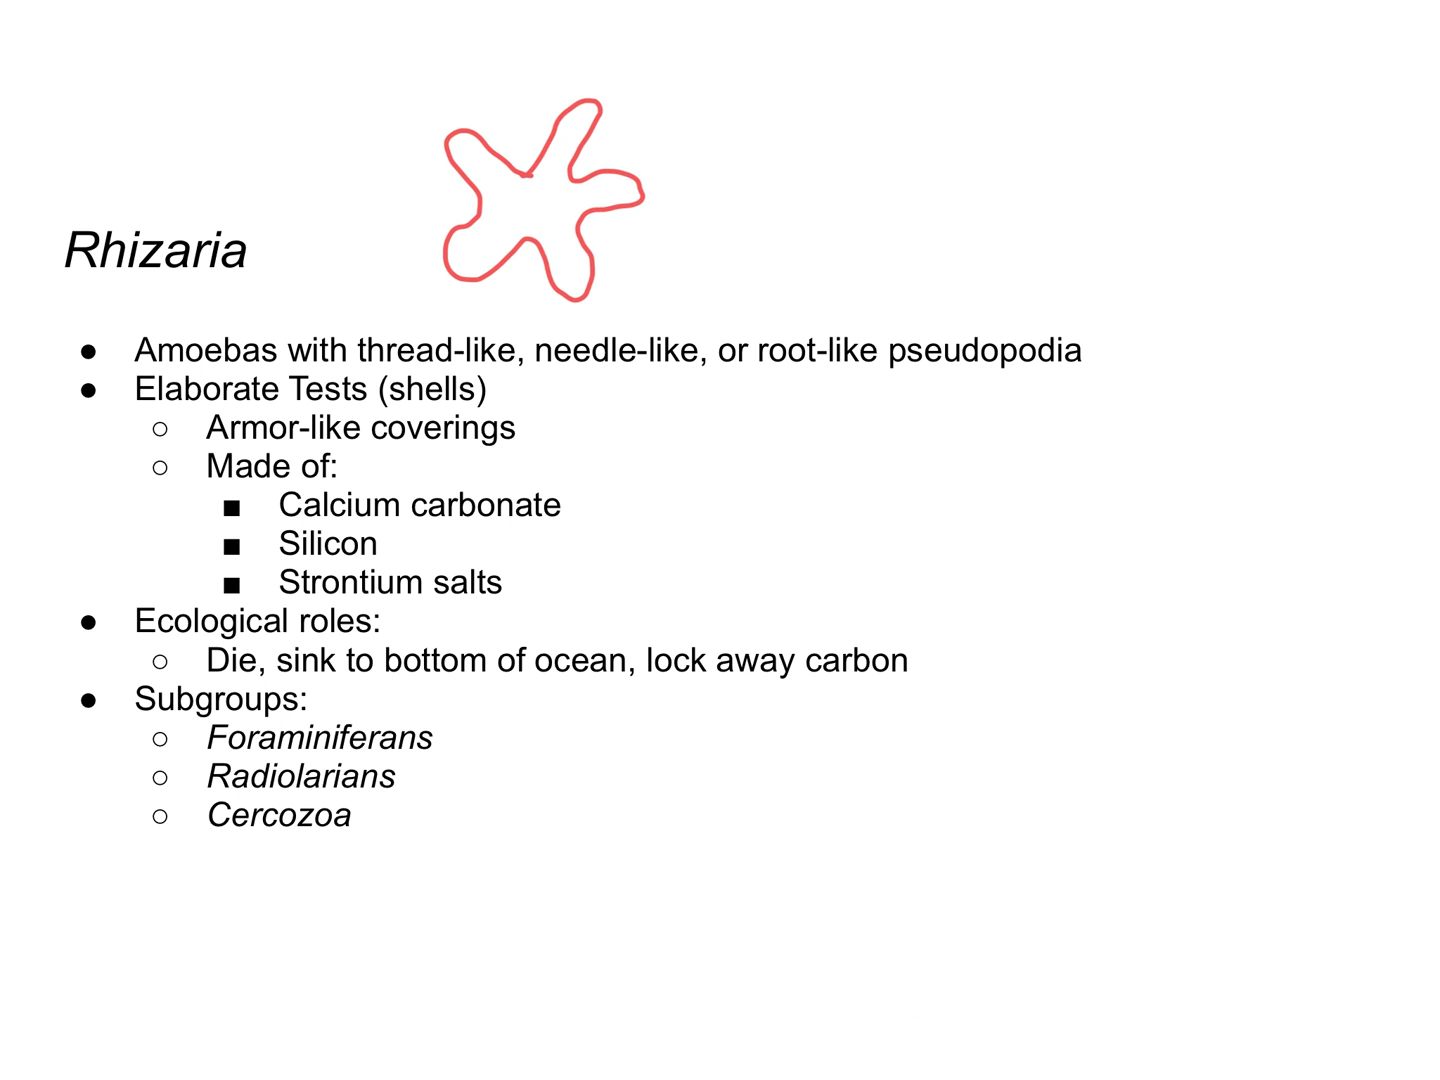 Rhizaria
● Amoebas with thread-like, needle-like, or root-like pseudopodia
● Elaborate Tests (shells)
○ Armor-like coverings
○ Made of:
■ Calcium carbonate
■ Silicon
■ Strontium salts
● Ecological roles:
○ Die, sink to bottom of ocean, lock away carbon
● Subgroups:
○ Foraminiferans
○ Radiolarians
○ Cercozoa